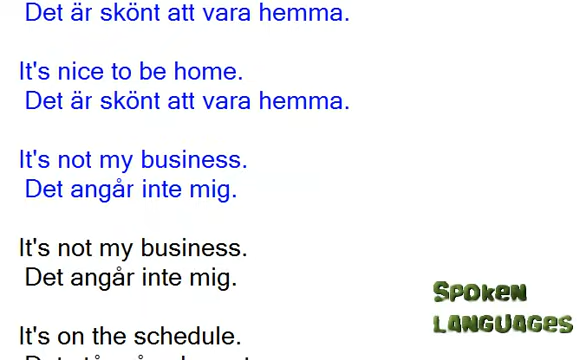 Det är skönt att vara hemma.
It's nice to be home.
Det är skönt att vara hemma.
It's not my business.
Det angår inte mig.
It's not my business.
Det angår inte mig.
It's on the schedule.
SPOKEN
LANGUAGES